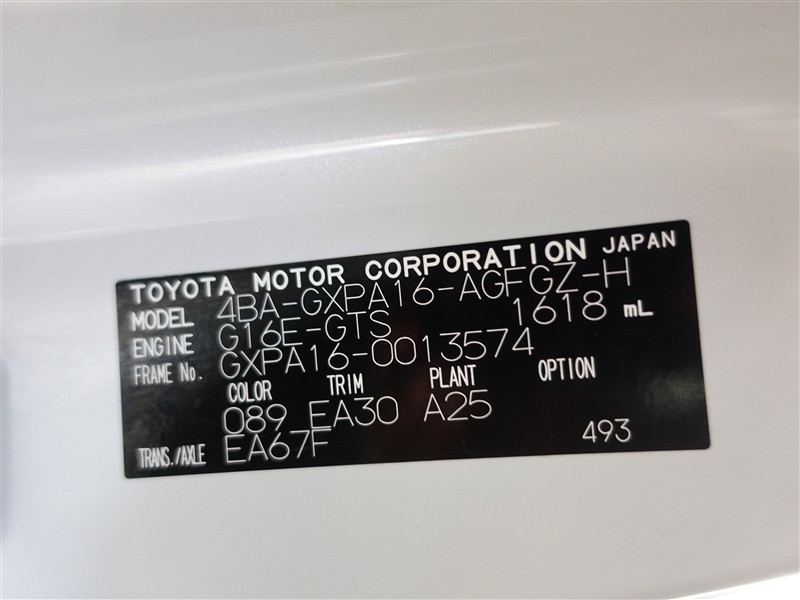 TOYOTA MOTOR CORPORATION JAPAN
MODEL 4BA-GXPA16-AGFGZ-H
ENGINE G16E-GTS 1618 mL
FRAME No. GXPA16-0013574
COLOR TRIM PLANT OPTION
089 EA30 A25
TRANS./AXLE EA67F 493